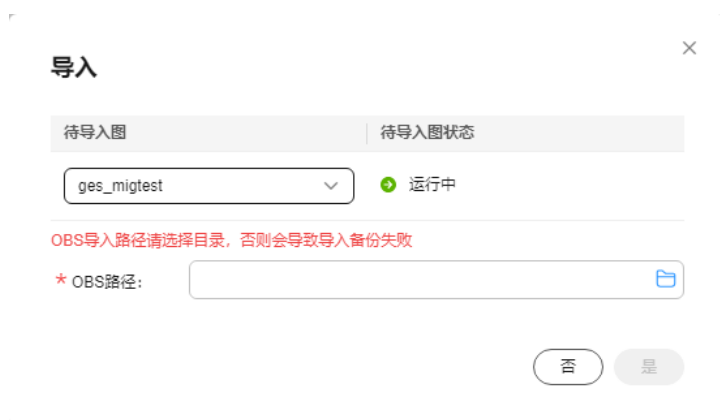 导入
待导入图 待导入图状态
ges_migtest 运行中
OBS导入路径请选择目录，否则会导致导入备份失败
* OBS路径：
否 是